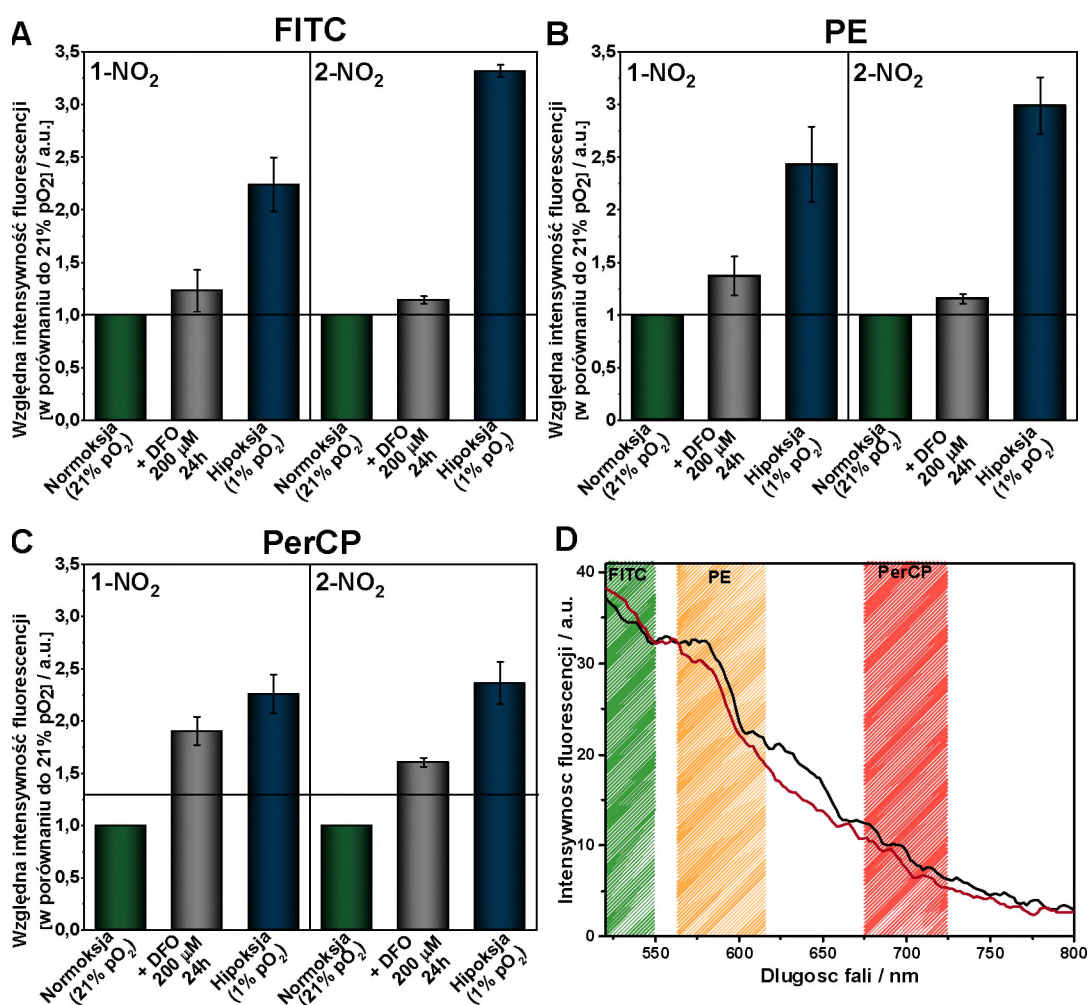 A
FITC
Względna intensywność fluorescencji
[w porównaniu do 21% pO2] / a.u.]
3,5
3,0
2,5
2,0
1,5
1,0
0,5
0
1-NO2
2-NO2
Normoksja
(21% pO2)
+ DFO
200 µM
24h
Hipoksja
(1% pO2)
Normoksja
(21% pO2)
+ DFO
200 µM
24h
Hipoksja
(1% pO2)
B
PE
Względna intensywność fluorescencji
[w porównaniu do 21% pO2] / a.u.]
3,5
3,0
2,5
2,0
1,5
1,0
0,5
0
1-NO2
2-NO2
Normoksja
(21% pO2)
+ DFO
200 µM
24h
Hipoksja
(1% pO2)
Normoksja
(21% pO2)
+ DFO
200 µM
24h
Hipoksja
(1% pO2)
C
PerCP
Względna intensywność fluorescencji
[w porównaniu do 21% pO2] / a.u.]
3,5
3,0
2,5
2,0
1,5
1,0
0,5
0
1-NO2
2-NO2
Normoksja
(21% pO2)
+ DFO
200 µM
24h
Hipoksja
(1% pO2)
Normoksja
(21% pO2)
+ DFO
200 µM
24h
Hipoksja
(1% pO2)
D
Intensywnosc fluorescencji / a.u.
40
30
20
10
0
FITC
PE
PerCP
550
600
650
700
750
800
Dlugosc fali / nm